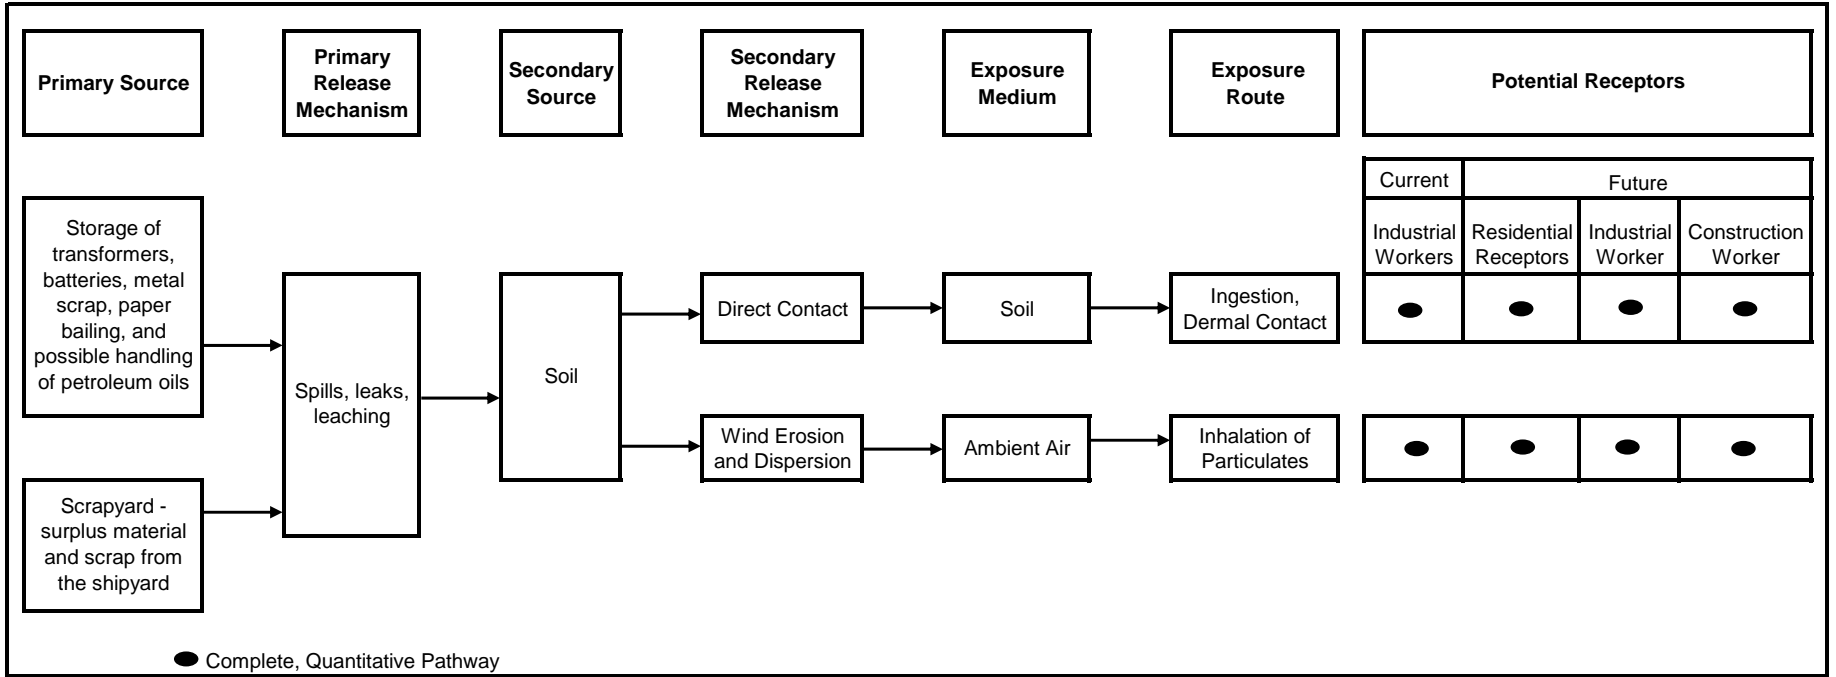 Primary Source
Primary
Release
Mechanism
Secondary
Source
Secondary
Release
Mechanism
Exposure
Medium
Exposure
Route
Potential Receptors
Current
Future
Industrial
Workers
Residential
Receptors
Industrial
Worker
Construction
Worker
Storage of
transformers,
batteries, metal
scrap, paper
bailing, and
possible handling
of petroleum oils
Scrapyard -
surplus material
and scrap from
the shipyard
Spills, leaks,
leaching
Soil
Direct Contact
Soil
Ingestion,
Dermal Contact
Wind Erosion
and Dispersion
Ambient Air
Inhalation of
Particulates
Complete, Quantitative Pathway